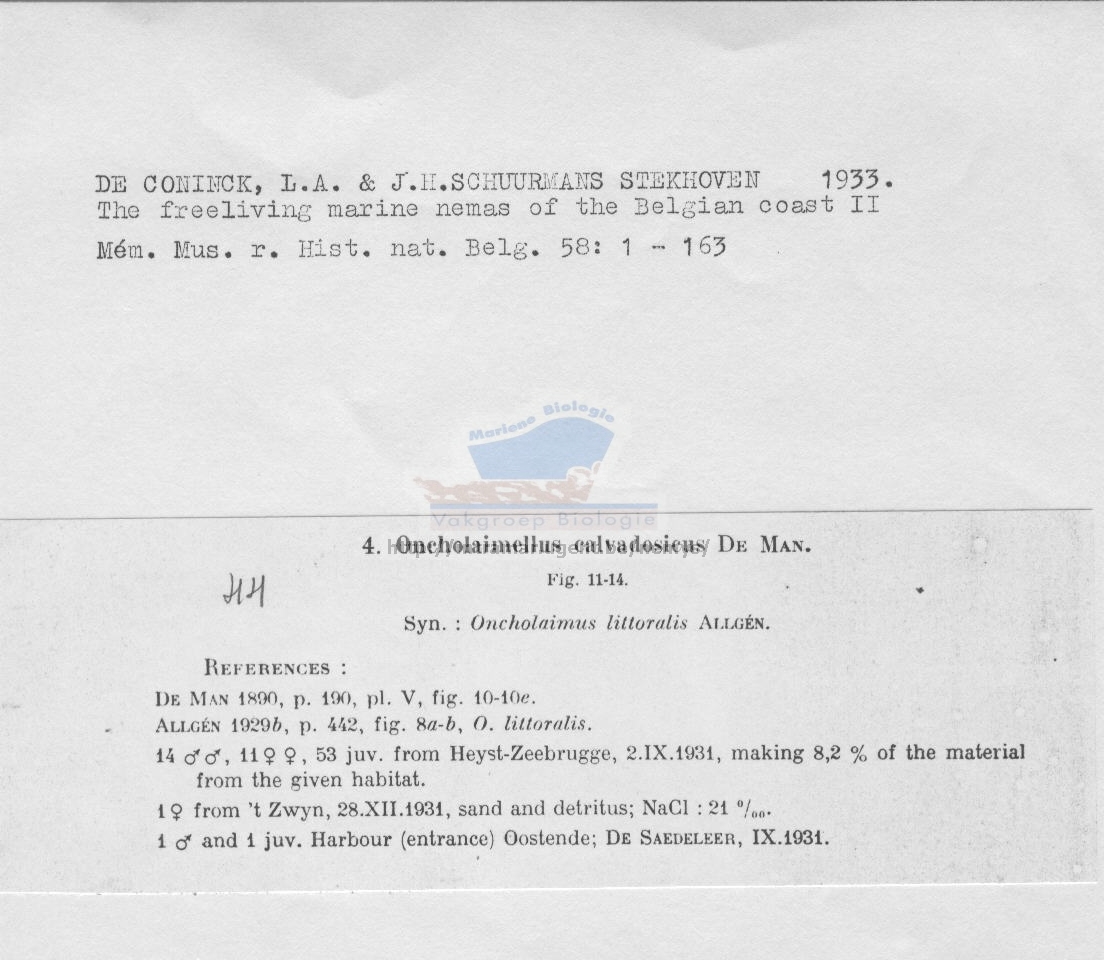 DE CONINCK, L.A. & J.H.SCHUURMANS STEKHOVEN 1933.
The freeliving marine nemas of the Belgian coast II
Mém. Mus. r. Hist. nat. Belg. 58: 1 - 163
Mariene Biologie
Vakgroep Biologie
4. Oncholaimellus calvadosicus DE MAN.
Fig. 11-14.
Syn. : Oncholaimus littoralis ALLGÉN.
REFERENCES :
DE MAN 1890, p. 190, pl. V, fig. 10-10e.
ALLGÉN 1929b, p. 442, fig. 8a-b, O. littoralis.
14 ♂♂, 11♀♀, 53 juv. from Heyst-Zeebrugge, 2.IX.1931, making 8,2 % of the material
from the given habitat.
1♀ from 't Zwyn, 28.XII.1931, sand and detritus; NaCl : 21 ‰.
1 ♂ and 1 juv. Harbour (entrance) Oostende; DE SAEDELEER, IX.1931.